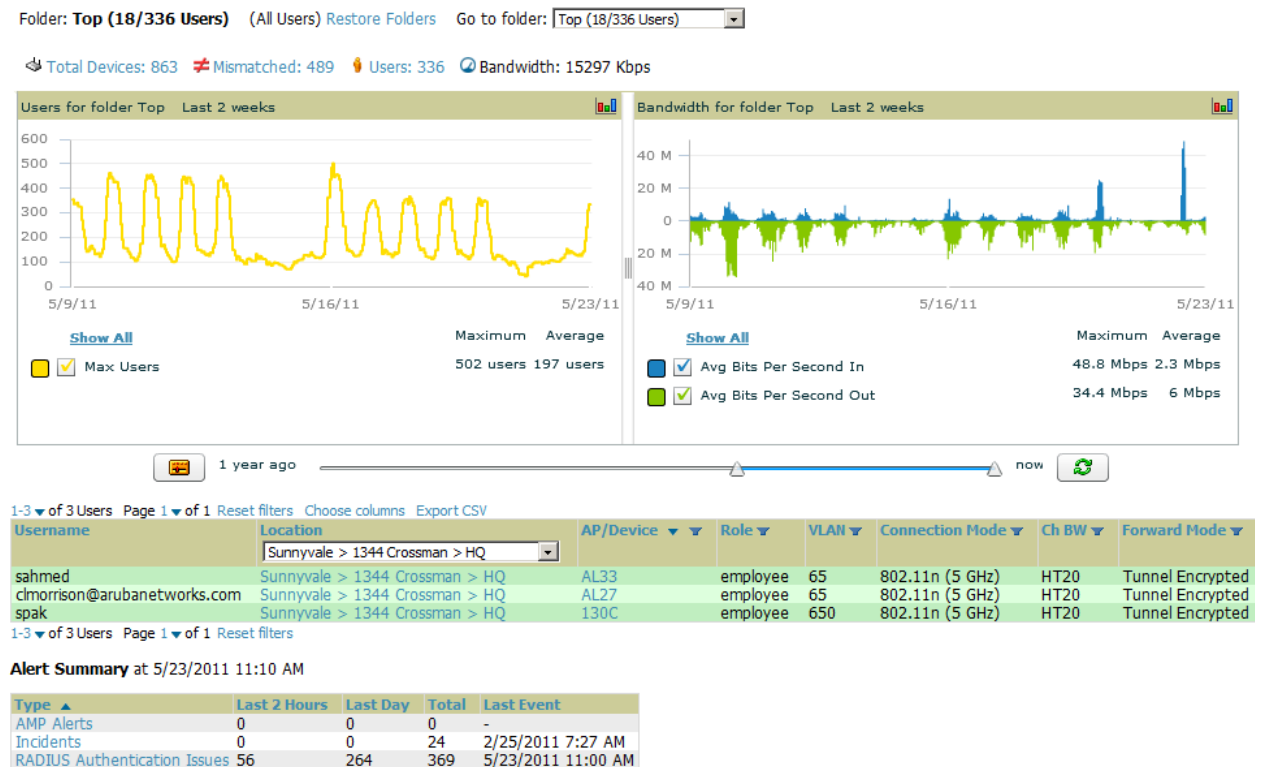 Folder: Top (18/336 Users) (All Users) Restore Folders Go to folder: Top (18/336 Users)
Total Devices: 863 Mismatched: 489 Users: 336 Bandwidth: 15297 Kbps
Users for folder Top Last 2 weeks
600
500
400
300
200
100
0
5/9/11 5/16/11 5/23/11
Show All Maximum Average
Max Users 502 users 197 users
Bandwidth for folder Top Last 2 weeks
40 M
20 M
0
20 M
40 M
5/9/11 5/16/11 5/23/11
Show All Maximum Average
Avg Bits Per Second In 48.8 Mbps 2.3 Mbps
Avg Bits Per Second Out 34.4 Mbps 6 Mbps
1 year ago now
1-3 of 3 Users Page 1 of 1 Reset filters Choose columns Export CSV
Username Location AP/Device Role VLAN Connection Mode Ch BW Forward Mode
Sunnyvale > 1344 Crossman > HQ
sahmed Sunnyvale > 1344 Crossman > HQ AL33 employee 65 802.11n (5 GHz) HT20 Tunnel Encrypted
clmorrison@arubanetworks.com Sunnyvale > 1344 Crossman > HQ AL27 employee 65 802.11n (5 GHz) HT20 Tunnel Encrypted
spak Sunnyvale > 1344 Crossman > HQ 130C employee 650 802.11n (5 GHz) HT20 Tunnel Encrypted
1-3 of 3 Users Page 1 of 1 Reset filters
Alert Summary at 5/23/2011 11:10 AM
Type Last 2 Hours Last Day Total Last Event
AMP Alerts 0 0 0 -
Incidents 0 0 24 2/25/2011 7:27 AM
RADIUS Authentication Issues 56 264 369 5/23/2011 11:00 AM